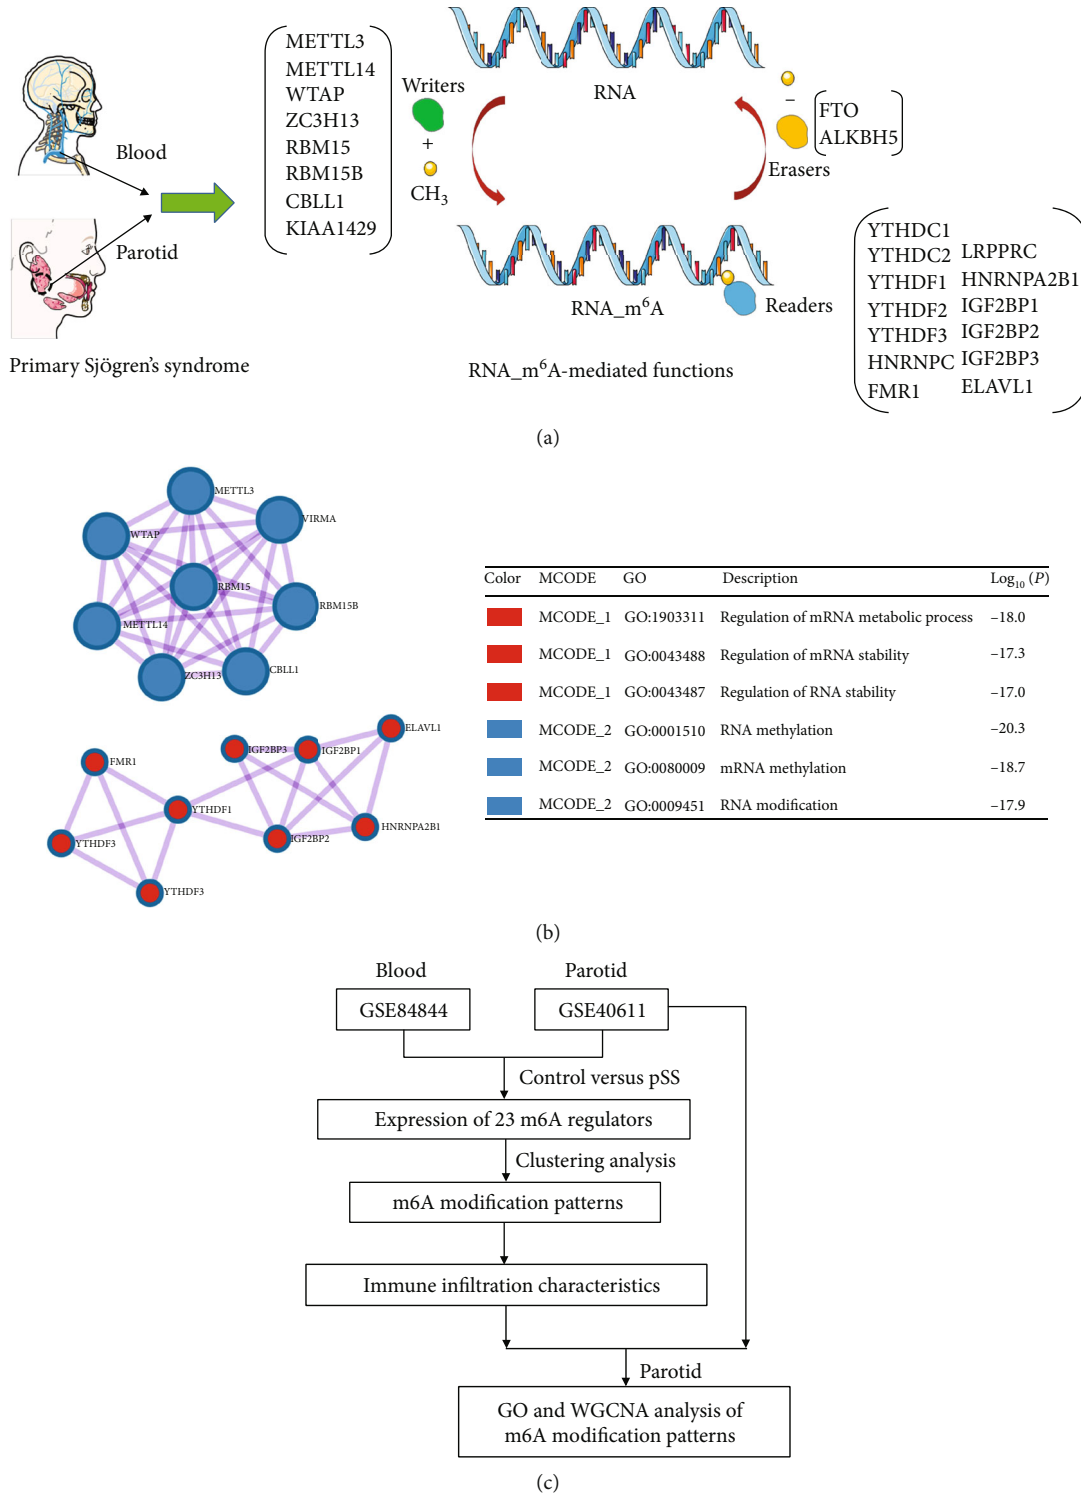 METTL3
METTL14
WTAP
ZC3H13
RBM15
RBM15B
CBLL1
KIAA1429
Blood
Parotid
Primary Sjögren's syndrome
Writers
+
CH₃
RNA
–
FTO
ALKBH5
Erasers
RNA_m⁶A
Readers
YTHDC1
YTHDC2
YTHDF1
YTHDF2
YTHDF3
HNRNPC
FMR1
LRPPRC
HNRNPA2B1
IGF2BP1
IGF2BP2
IGF2BP3
ELAVL1
RNA_m⁶A-mediated functions
(a)
METTL3
VIRMA
WTAP
RBM15
RBM15B
METTL14
ZC3H13
CBLL1
ELAVL1
IGF2BP3
IGF2BP1
FMR1
YTHDF1
HNRNPA2B1
IGF2BP2
YTHDF3
YTHDF3
Color MCODE GO Description Log₁₀ (P)
MCODE_1 GO:1903311 Regulation of mRNA metabolic process –18.0
MCODE_1 GO:0043488 Regulation of mRNA stability –17.3
MCODE_1 GO:0043487 Regulation of RNA stability –17.0
MCODE_2 GO:0001510 RNA methylation –20.3
MCODE_2 GO:0080009 mRNA methylation –18.7
MCODE_2 GO:0009451 RNA modification –17.9
(b)
Blood
Parotid
GSE84844
GSE40611
Control versus pSS
Expression of 23 m6A regulators
Clustering analysis
m6A modification patterns
Immune infiltration characteristics
Parotid
GO and WGCNA analysis of
m6A modification patterns
(c)